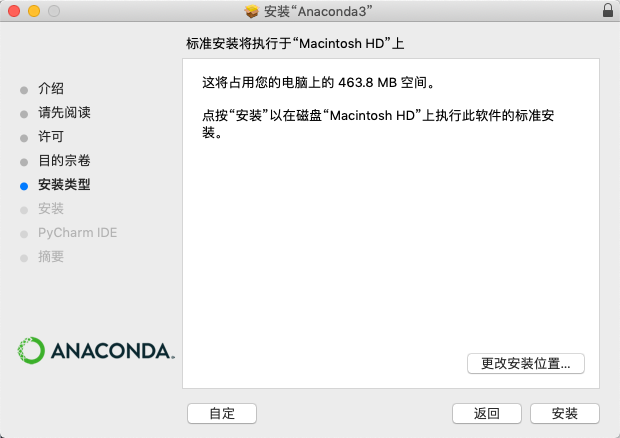 安装“Anaconda3”
标准安装将执行于“Macintosh HD”上
介绍
请先阅读
许可
目的宗卷
安装类型
安装
PyCharm IDE
摘要
这将占用您的电脑上的 463.8 MB 空间。
点按“安装”以在磁盘“Macintosh HD”上执行此软件的标准安
装。
ANACONDA.
更改安装位置...
自定
返回
安装